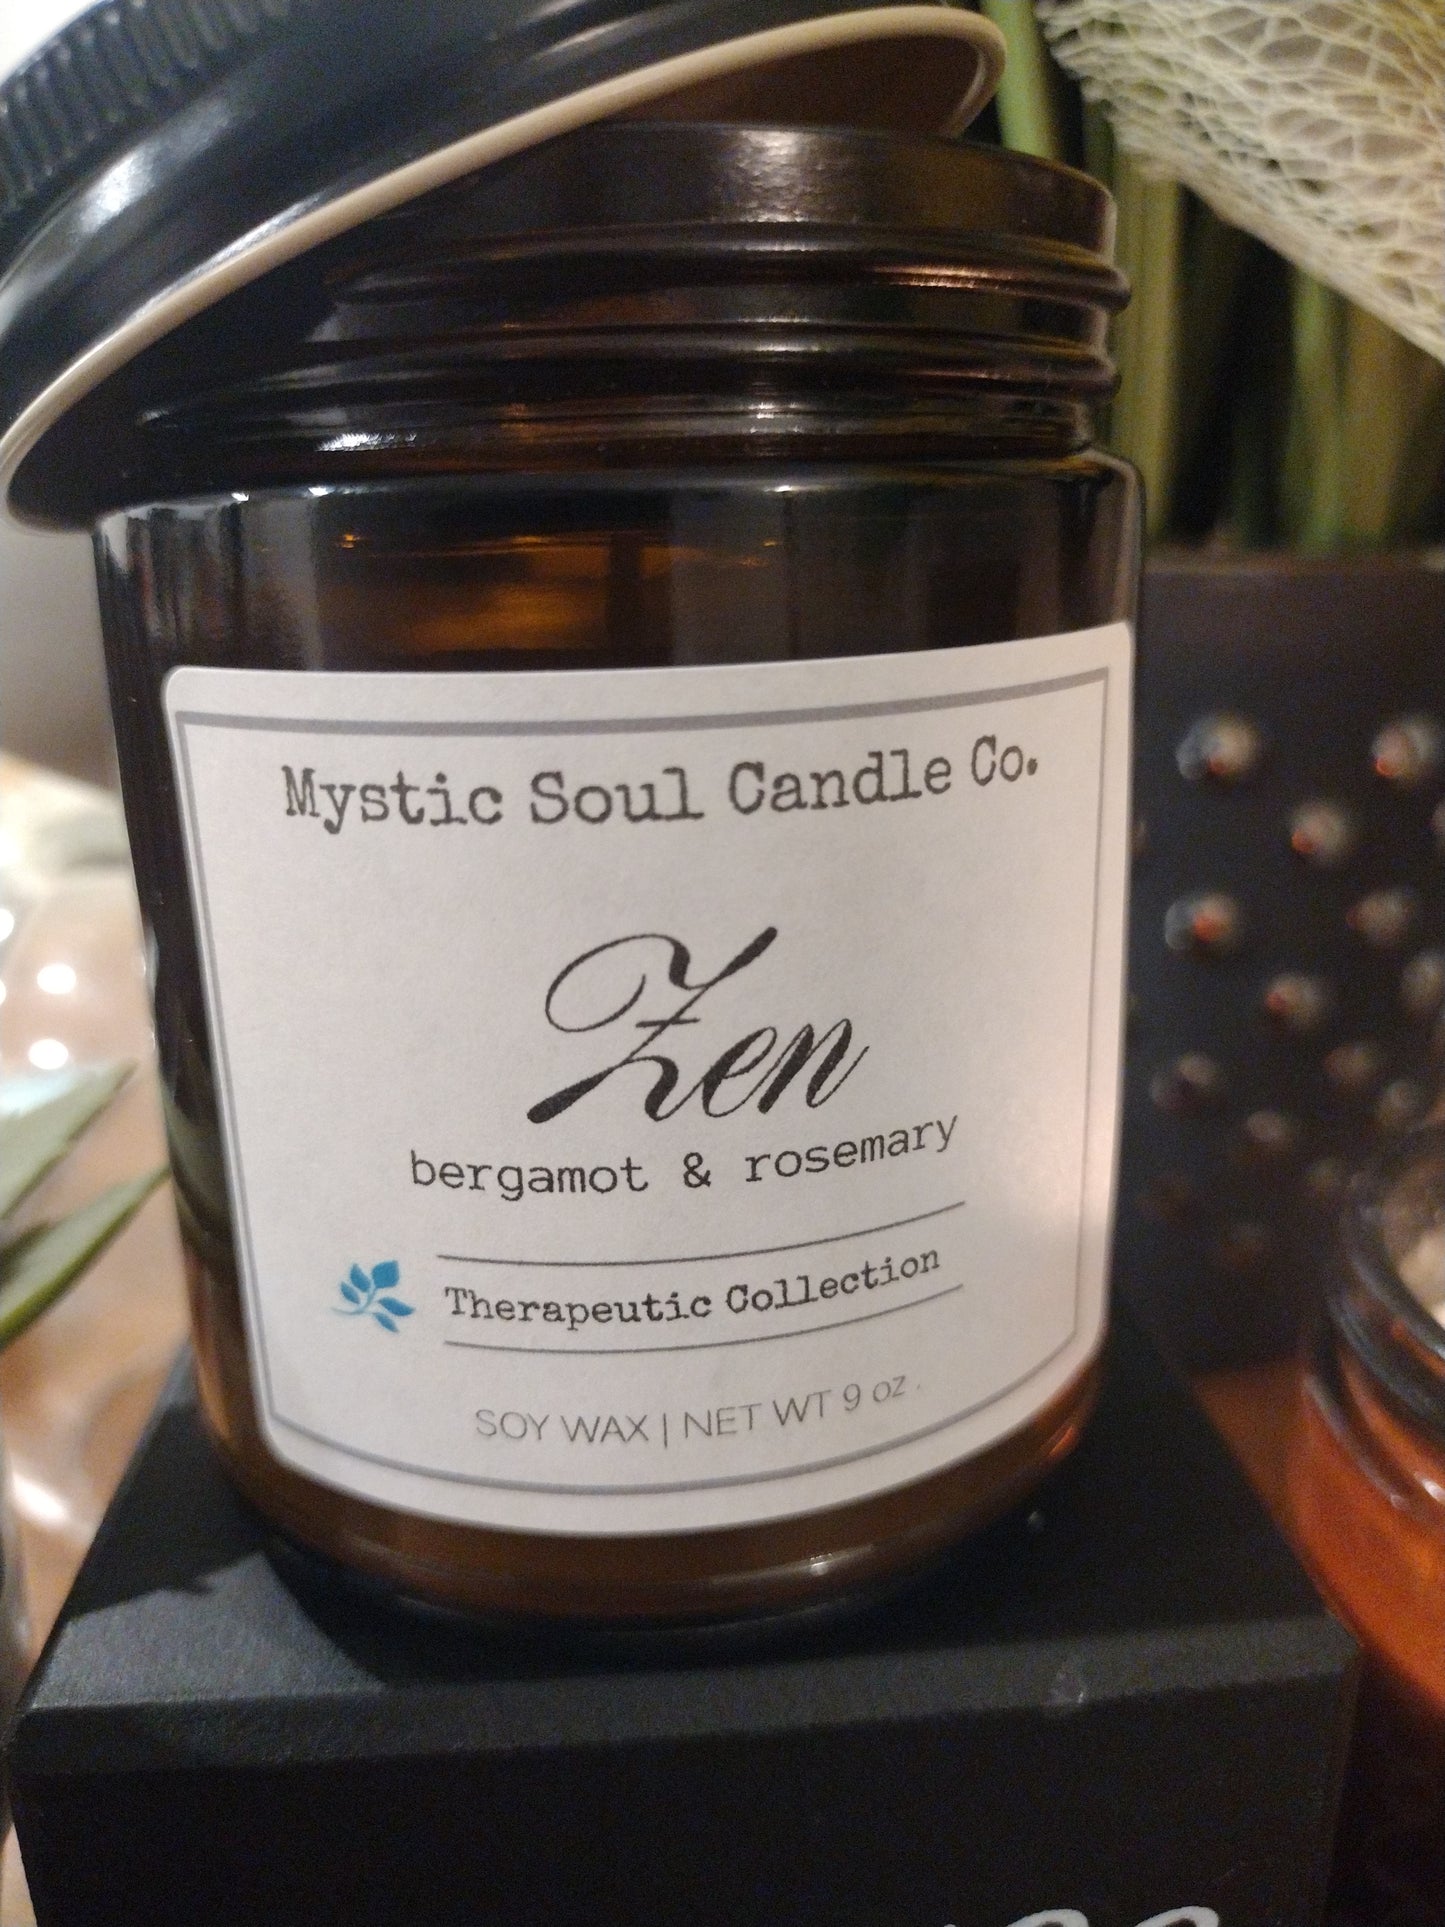 Mystic Soul Candle Co.
Zen
bergamot & rosemary
Therapeutic Collection
SOY WAX | NET WT 9 oz.